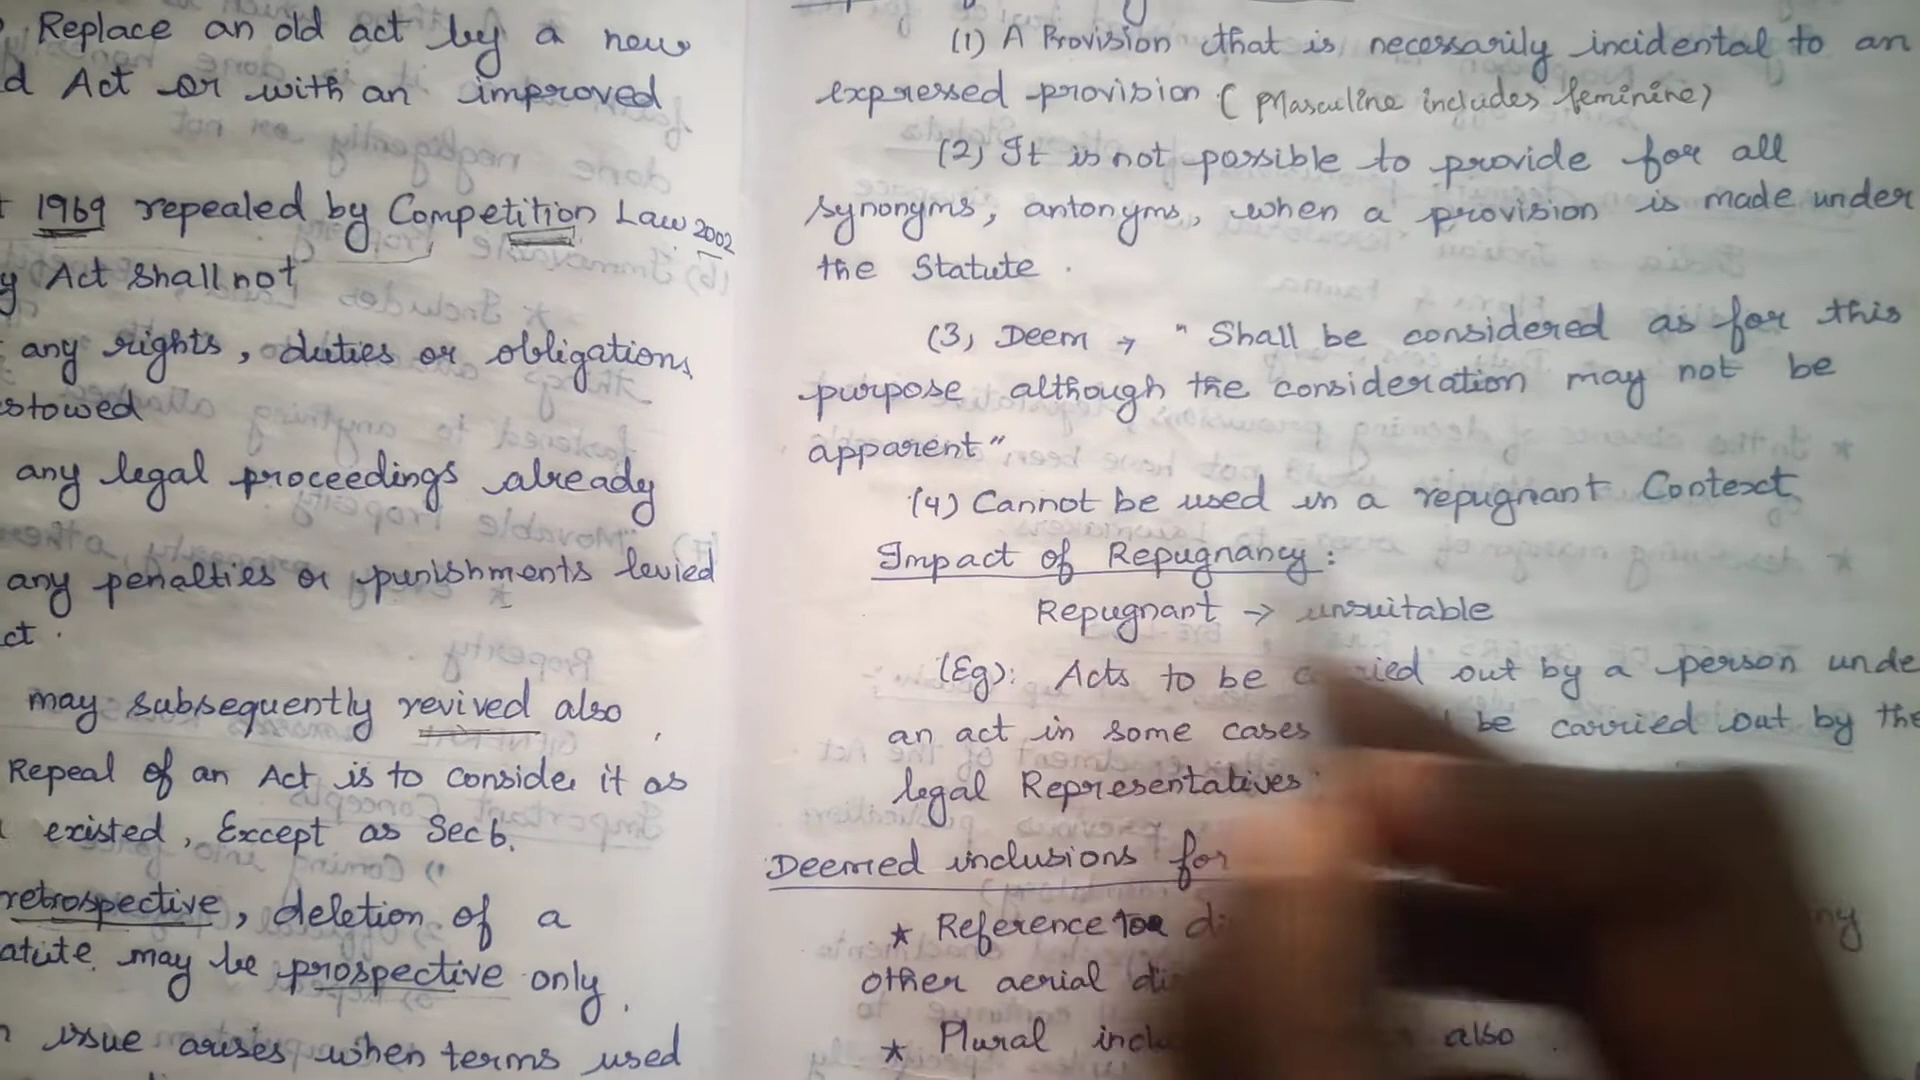 Replace an old act by a new
d Act or with an improved
1969 repealed by Competition Law 2002
y Act shall not
any rights, duties or obligations
stowed
any legal proceedings already
any penalties or punishments levied
ct.
may subsequently revived also
Repeal of an Act is to consider it as
existed, Except as Sec 6.
retrospective, deletion of a
atute may be prospective only.
issue arises when terms used
(1) A Provision that is necessarily incidental to an
expressed provision (Masculine includes feminine)
(2) It is not possible to provide for all
synonyms, antonyms, when a provision is made under
the Statute.
(3) Deem → "Shall be considered as for this
purpose although the consideration may not be
apparent"
(4) Cannot be used in a repugnant Context
Impact of Repugnancy:
Repugnant → unsuitable
(Eg): Acts to be carried out by a person unde
an act in some cases be carried out by the
legal Representatives
Deemed inclusions for
* Reference to
other aerial
* Plural also